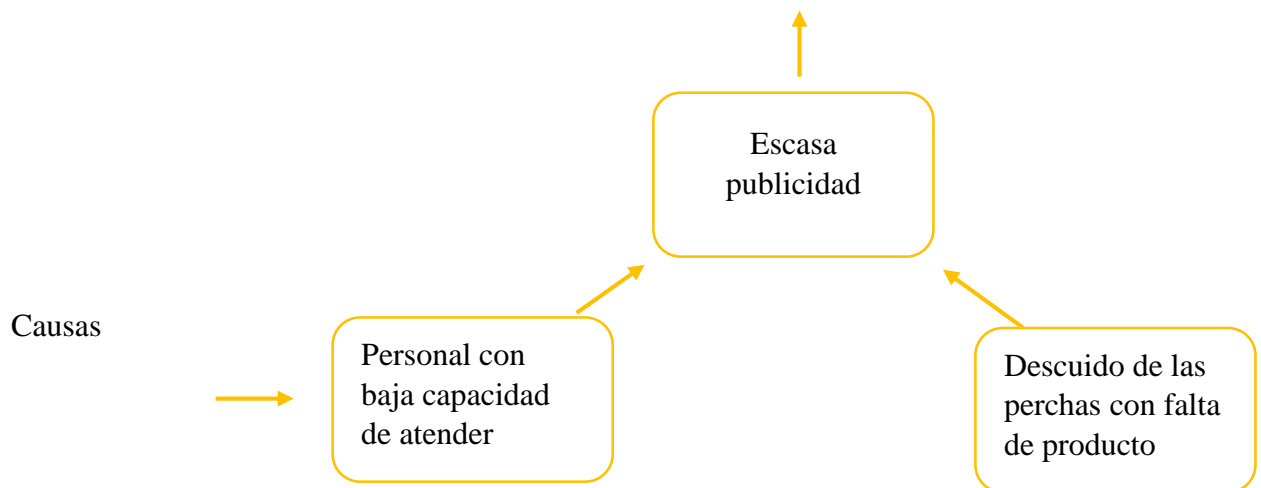 Escasa
publicidad
Causas
Personal con
baja capacidad
de atender
Descuido de las
perchas con falta
de producto